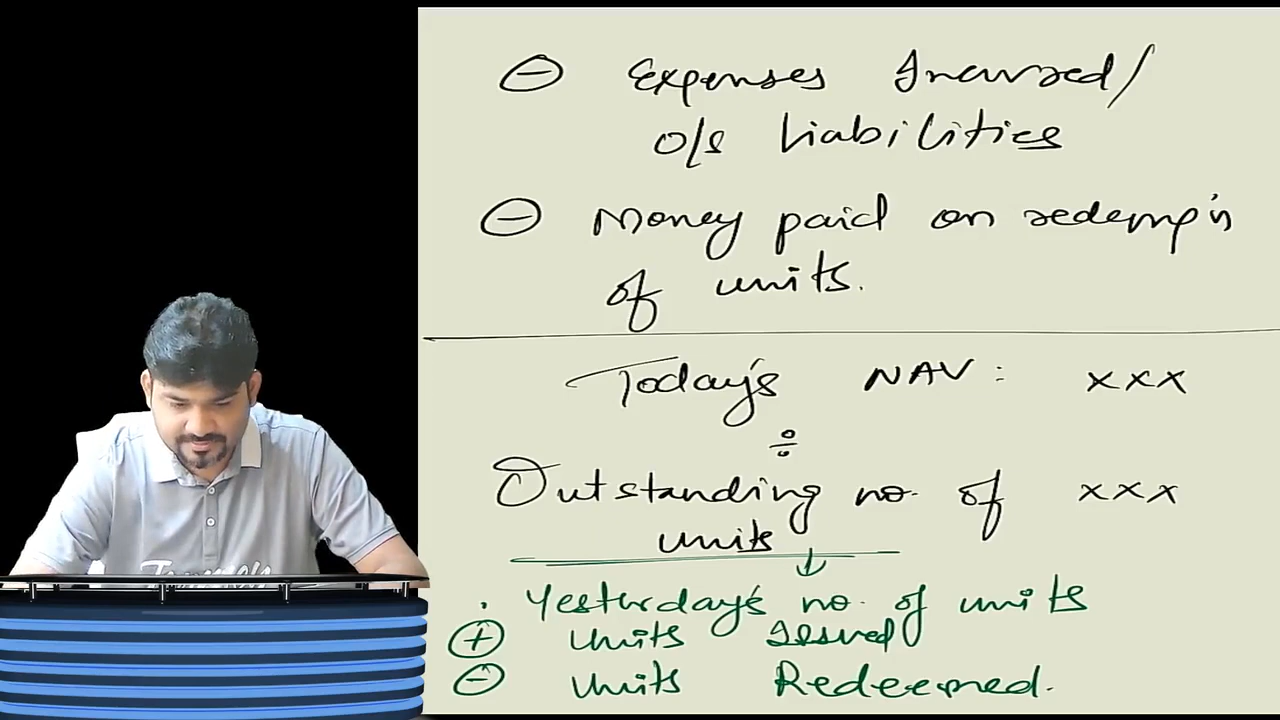 ⊖ Expenses Incurred/
o/s Liabilities
⊖ Money paid on redemp'n
of units.
Today's NAV : xxx
÷
Outstanding no. of xxx
units
↓
. Yesterday's no. of units
⊕ Units Issued
⊖ Units Redeemed.